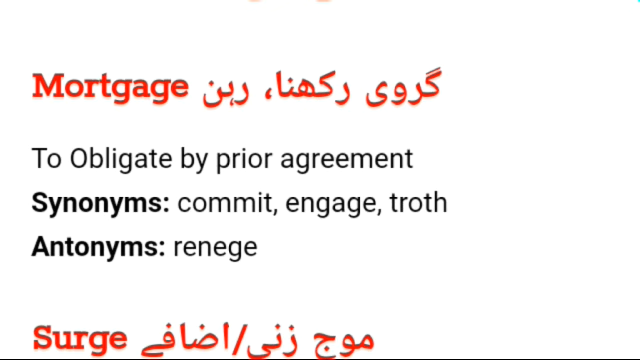 Mortgage گروی رکھنا، رہن
To Obligate by prior agreement
Synonyms: commit, engage, troth
Antonyms: renege
Surge موج زنی/اضافے